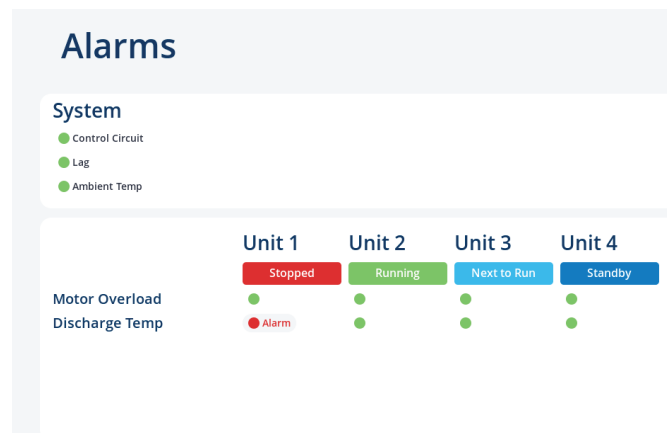 Alarms
System
Control Circuit
Lag
Ambient Temp
Unit 1 Unit 2 Unit 3 Unit 4
Stopped Running Next to Run Standby
Motor Overload
Discharge Temp Alarm